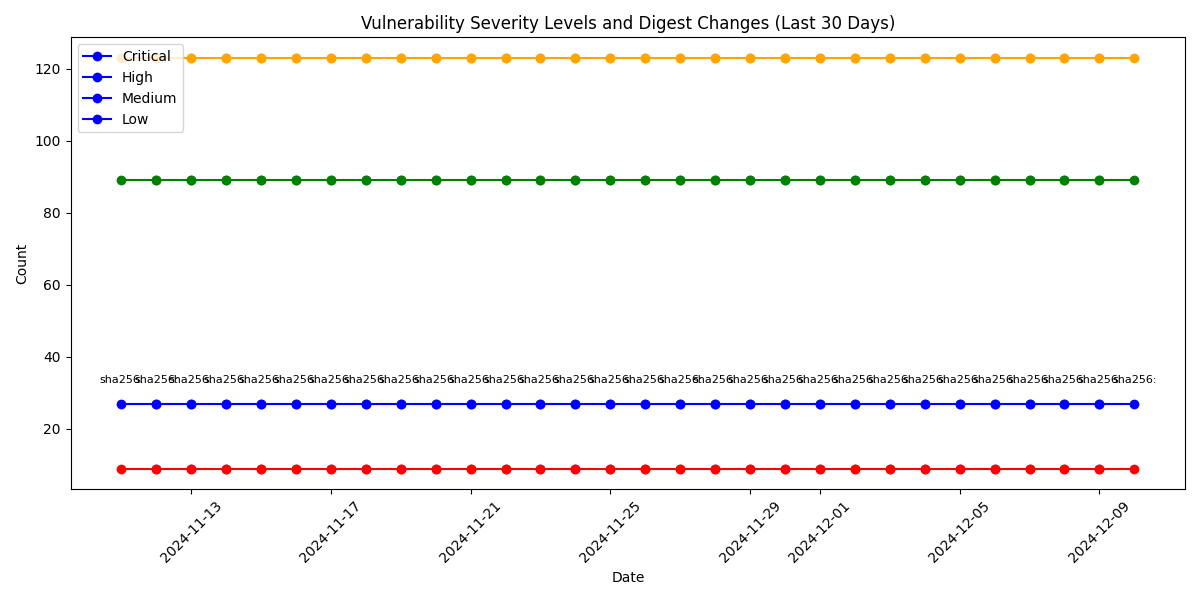 Vulnerability Severity Levels and Digest Changes (Last 30 Days)
Critical
High
Medium
Low
120
100
80
60
40
20
Count
sha256: sha256: sha256: sha256: sha256: sha256: sha256: sha256: sha256: sha256: sha256: sha256: sha256: sha256: sha256: sha256: sha256: sha256: sha256: sha256: sha256: sha256: sha256: sha256: sha256: sha256: sha256: sha256: sha256: sha256:
2024-11-13 2024-11-17 2024-11-21 2024-11-25 2024-11-29 2024-12-01 2024-12-05 2024-12-09
Date